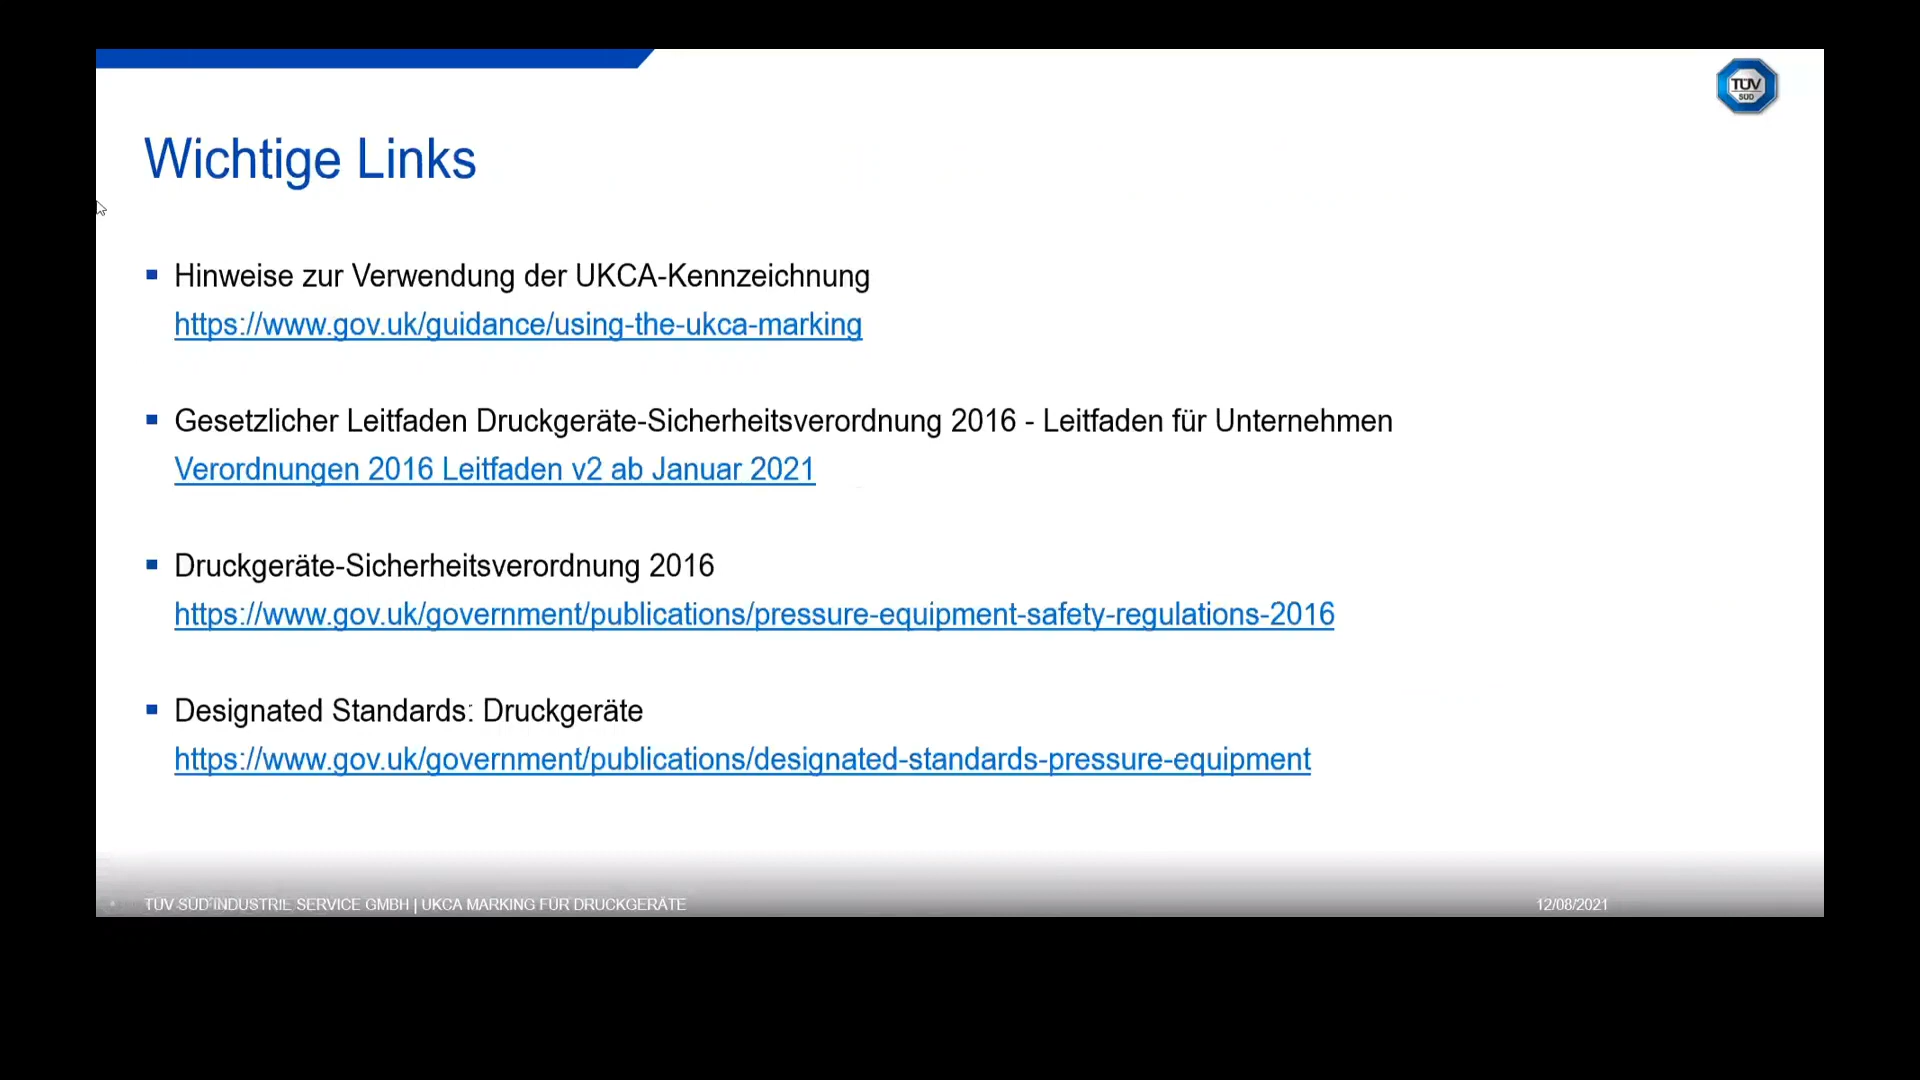 TÜV
SÜD
Wichtige Links
Hinweise zur Verwendung der UKCA-Kennzeichnung
https://www.gov.uk/guidance/using-the-ukca-marking
Gesetzlicher Leitfaden Druckgeräte-Sicherheitsverordnung 2016 - Leitfaden für Unternehmen
Verordnungen 2016 Leitfaden v2 ab Januar 2021
Druckgeräte-Sicherheitsverordnung 2016
https://www.gov.uk/government/publications/pressure-equipment-safety-regulations-2016
Designated Standards: Druckgeräte
https://www.gov.uk/government/publications/designated-standards-pressure-equipment
TÜV SÜD INDUSTRIE SERVICE GMBH | UKCA MARKING FÜR DRUCKGERÄTE
12/08/2021